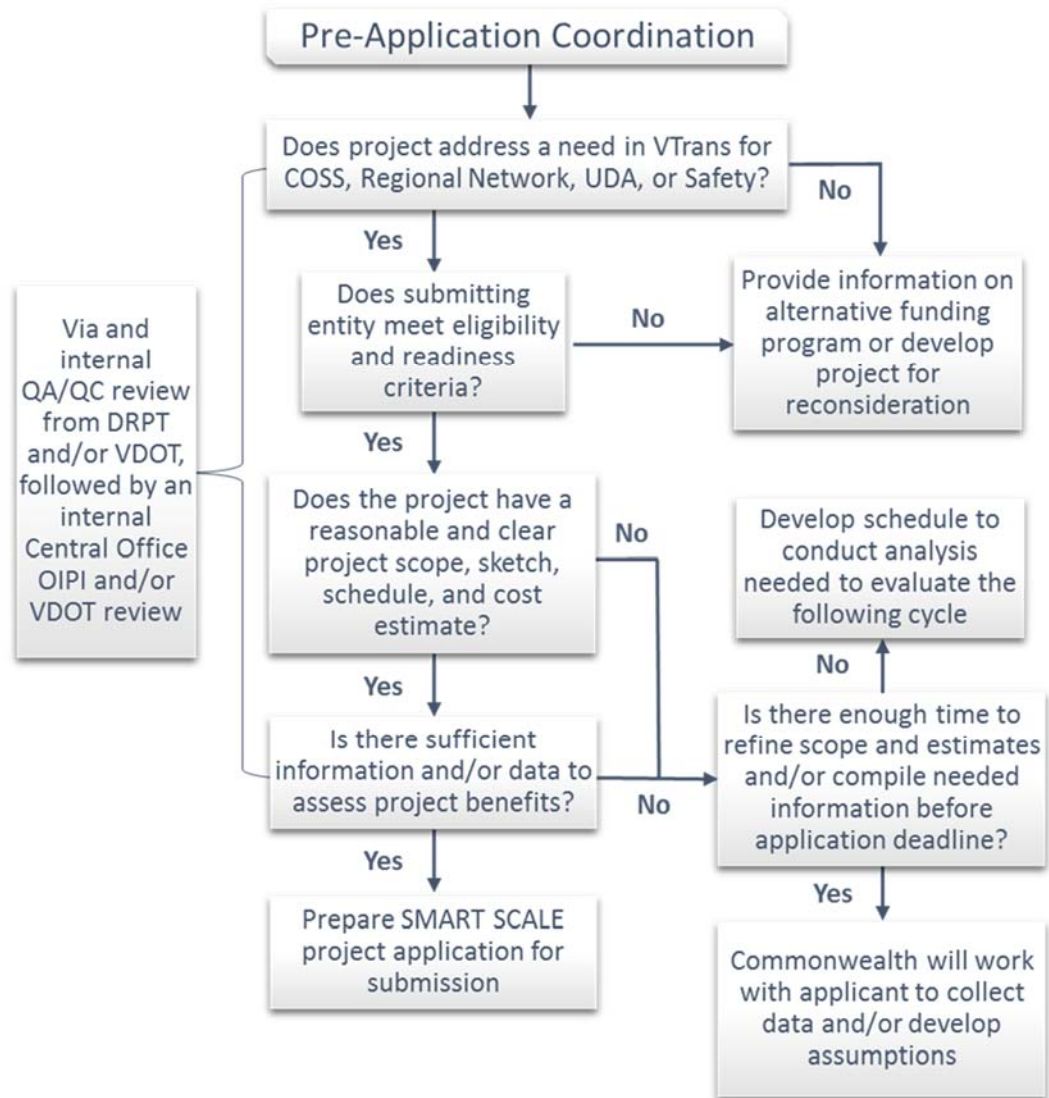 Pre-Application Coordination
Does project address a need in VTrans for
COSS, Regional Network, UDA, or Safety?
No
Yes
Does submitting
entity meet eligibility
and readiness
criteria?
No
Provide information on
alternative funding
program or develop
project for
reconsideration
Via and
internal
QA/QC review
from DRPT
and/or VDOT,
followed by an
internal
Central Office
OIPI and/or
VDOT review
Yes
Does the project have a
reasonable and clear
project scope, sketch,
schedule, and cost
estimate?
No
Develop schedule to
conduct analysis
needed to evaluate the
following cycle
No
Yes
Is there sufficient
information and/or data to
assess project benefits?
No
Is there enough time to
refine scope and estimates
and/or compile needed
information before
application deadline?
Yes
Prepare SMART SCALE
project application for
submission
Yes
Commonwealth will work
with applicant to collect
data and/or develop
assumptions